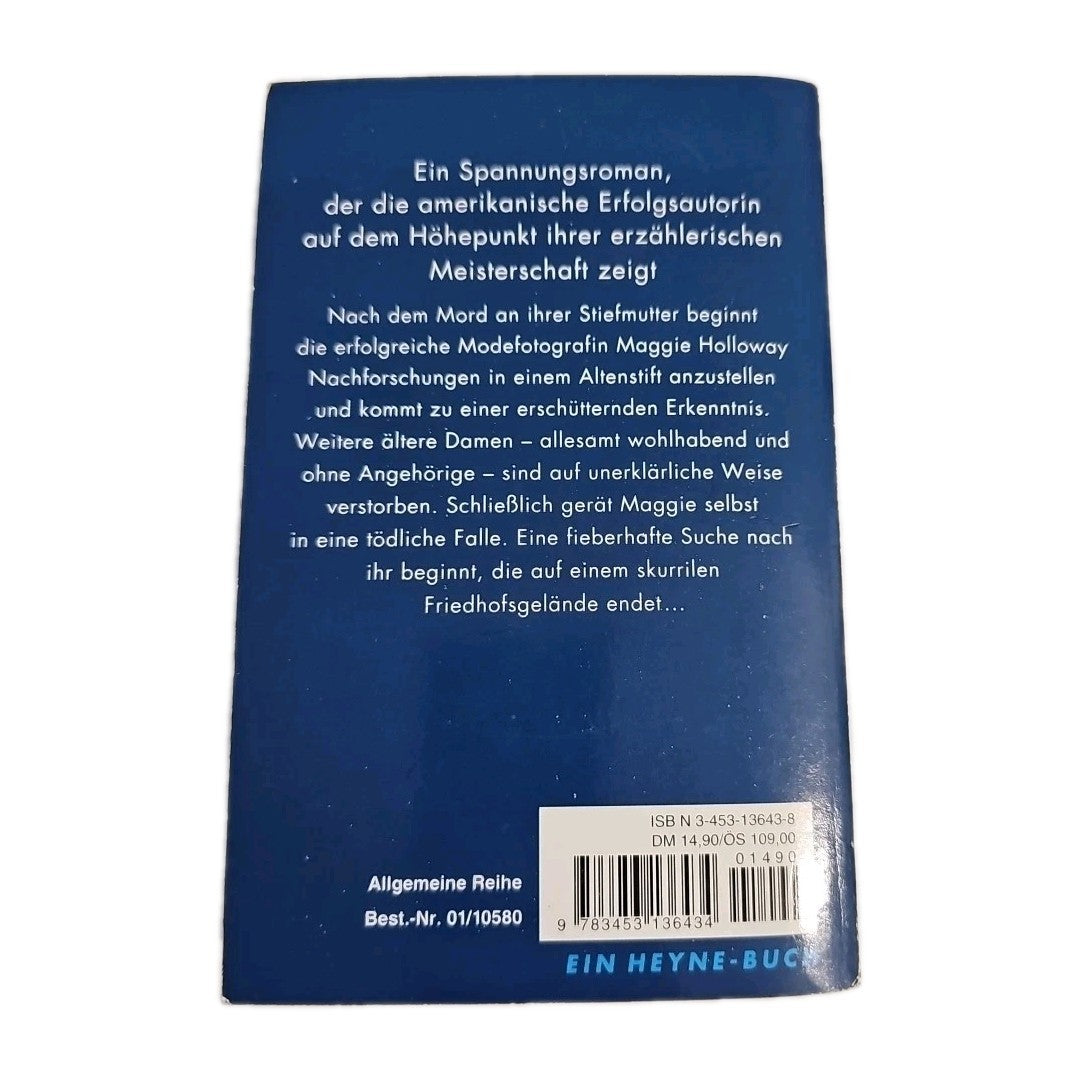 Ein Spannungsroman,
der die amerikanische Erfolgsautorin
auf dem Höhepunkt ihrer erzählerischen
Meisterschaft zeigt
Nach dem Mord an ihrer Stiefmutter beginnt
die erfolgreiche Modefotografin Maggie Holloway
Nachforschungen in einem Altenstift anzustellen
und kommt zu einer erschütternden Erkenntnis.
Weitere ältere Damen – allesamt wohlhabend und
ohne Angehörige – sind auf unerklärliche Weise
verstorben. Schließlich gerät Maggie selbst
in eine tödliche Falle. Eine fieberhafte Suche nach
ihr beginnt, die auf einem skurrilen
Friedhofsgelände endet...
ISBN 3-453-13643-8
DM 14,90/ÖS 109,00
01490
9 783453 136434
Allgemeine Reihe
Best.-Nr. 01/10580
EIN HEYNE-BUCH